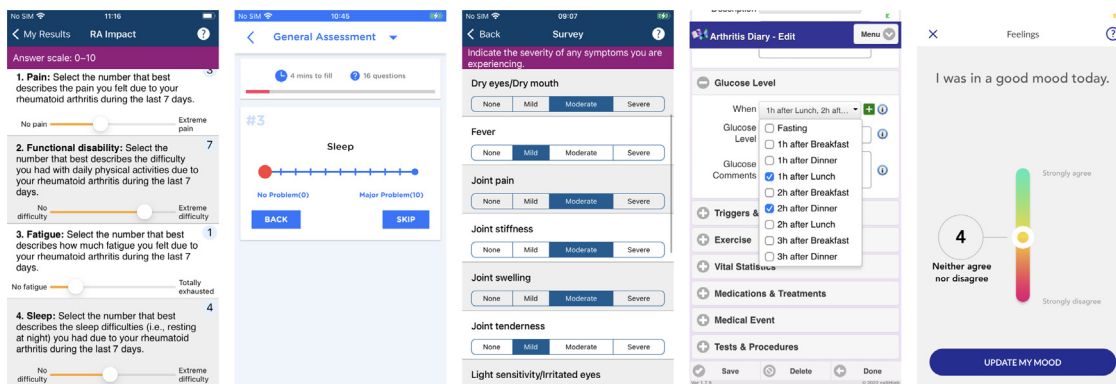 No SIM 11:16
My Results RA Impact ?
Answer scale: 0–10
3
1. Pain: Select the number that best
describes the pain you felt due to your
rheumatoid arthritis during the last 7 days.
No pain Extreme
pain
2. Functional disability: Select the 7
number that best describes the difficulty
you had with daily physical activities due to
your rheumatoid arthritis during the last 7
days.
No
difficulty Extreme
difficulty
3. Fatigue: Select the number that best 1
describes how much fatigue you felt due to
your rheumatoid arthritis during the last 7
days.
No fatigue Totally
exhausted
4
4. Sleep: Select the number that best
describes the sleep difficulties (i.e., resting
at night) you had due to your rheumatoid
arthritis during the last 7 days.
No
difficulty Extreme
difficulty
No SIM 10:45
General Assessment
4 mins to fill ? 16 questions
#3
Sleep
No Problem(0) Major Problem(10)
BACK SKIP
No SIM 09:07
Back Survey ?
Indicate the severity of any symptoms you are
experiencing.
Dry eyes/Dry mouth
None Mild Moderate Severe
Fever
None Mild Moderate Severe
Joint pain
None Mild Moderate Severe
Joint stiffness
None Mild Moderate Severe
Joint swelling
None Mild Moderate Severe
Joint tenderness
None Mild Moderate Severe
Light sensitivity/Irritated eyes
Description
Arthritis Diary - Edit Menu
Glucose Level
When 1h after Lunch, 2h aft...
Glucose
Level
Glucose
Comments
Fasting
1h after Breakfast
1h after Dinner
1h after Lunch
2h after Breakfast
2h after Dinner
2h after Lunch
3h after Breakfast
3h after Dinner
Triggers &
Exercise
Vital Statistics
Medications & Treatments
Medical Event
Tests & Procedures
Save Delete Done
Feelings ?
I was in a good mood today.
Strongly agree
4
Neither agree
nor disagree
Strongly disagree
UPDATE MY MOOD